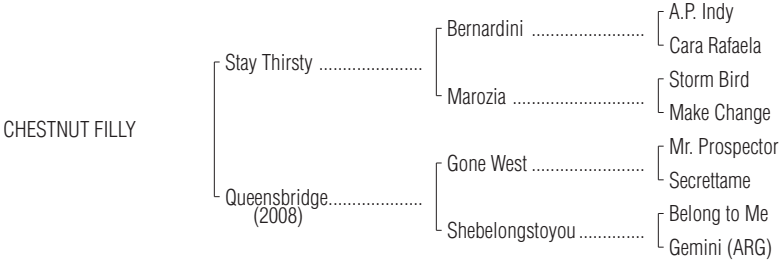 A.P. Indy
Bernardini ........................
Cara Rafaela
Stay Thirsty ......................
Storm Bird
Marozia ............................
Make Change
CHESTNUT FILLY
Mr. Prospector
Gone West ........................
Secrettame
Queensbridge....................
(2008)
Belong to Me
Shebelongstoyou ..............
Gemini (ARG)